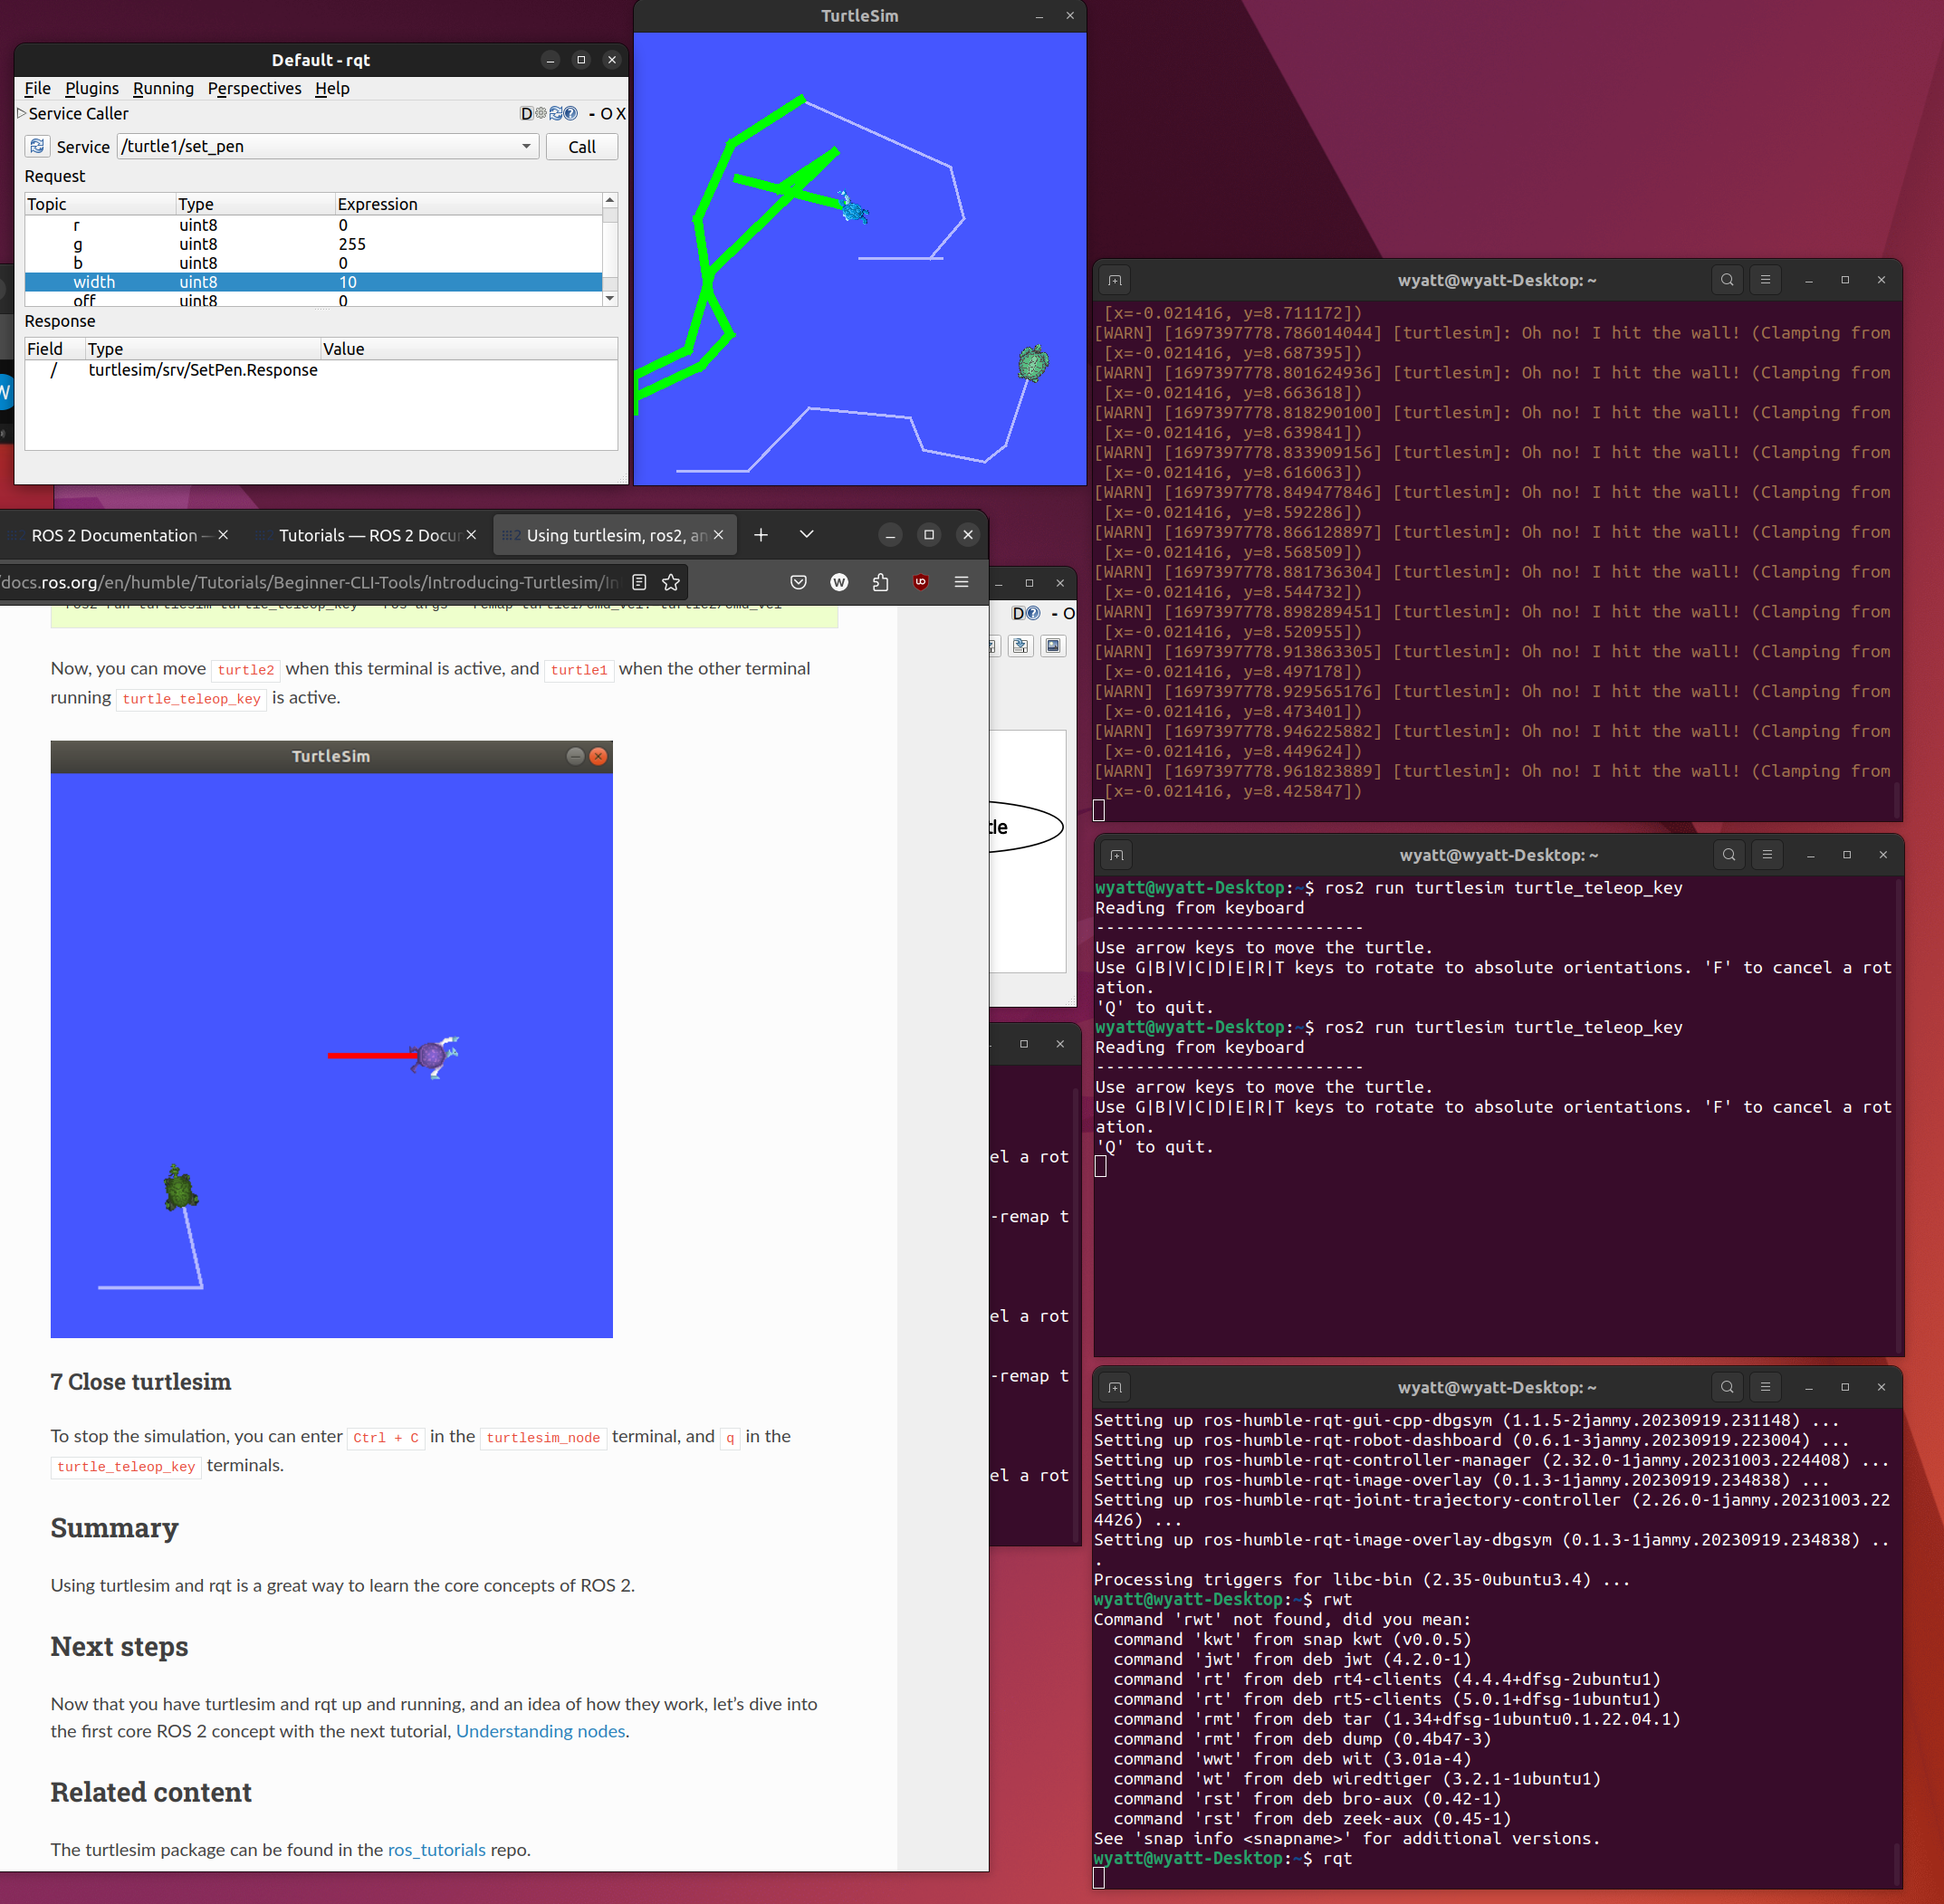 TurtleSim
Default - rqt
File Plugins Running Perspectives Help
Service Caller
D - O X
Service /turtle1/set_pen Call
Request
Topic Type Expression
r uint8 0
g uint8 255
b uint8 0
width uint8 10
off uint8 0
Response
Field Type Value
/ turtlesim/srv/SetPen.Response
W
ROS 2 Documentation —
Tutorials — ROS 2 Docu
Using turtlesim, ros2, an
docs.ros.org/en/humble/Tutorials/Beginner-CLI-Tools/Introducing-Turtlesim/In
W
Now, you can move turtle2 when this terminal is active, and turtle1 when the other terminal
running turtle_teleop_key is active.
TurtleSim
7 Close turtlesim
To stop the simulation, you can enter Ctrl + C in the turtlesim_node terminal, and q in the
turtle_teleop_key terminals.
Summary
Using turtlesim and rqt is a great way to learn the core concepts of ROS 2.
Next steps
Now that you have turtlesim and rqt up and running, and an idea of how they work, let's dive into
the first core ROS 2 concept with the next tutorial, Understanding nodes.
Related content
The turtlesim package can be found in the ros_tutorials repo.
D - O
tle
el a rot
-remap t
el a rot
-remap t
el a rot
wyatt@wyatt-Desktop: ~
[x=-0.021416, y=8.711172])
[WARN] [1697397778.786014044] [turtlesim]: Oh no! I hit the wall! (Clamping from
[x=-0.021416, y=8.687395])
[WARN] [1697397778.801624936] [turtlesim]: Oh no! I hit the wall! (Clamping from
[x=-0.021416, y=8.663618])
[WARN] [1697397778.818290100] [turtlesim]: Oh no! I hit the wall! (Clamping from
[x=-0.021416, y=8.639841])
[WARN] [1697397778.833909156] [turtlesim]: Oh no! I hit the wall! (Clamping from
[x=-0.021416, y=8.616063])
[WARN] [1697397778.849477846] [turtlesim]: Oh no! I hit the wall! (Clamping from
[x=-0.021416, y=8.592286])
[WARN] [1697397778.866128897] [turtlesim]: Oh no! I hit the wall! (Clamping from
[x=-0.021416, y=8.568509])
[WARN] [1697397778.881736304] [turtlesim]: Oh no! I hit the wall! (Clamping from
[x=-0.021416, y=8.544732])
[WARN] [1697397778.898289451] [turtlesim]: Oh no! I hit the wall! (Clamping from
[x=-0.021416, y=8.520955])
[WARN] [1697397778.913863305] [turtlesim]: Oh no! I hit the wall! (Clamping from
[x=-0.021416, y=8.497178])
[WARN] [1697397778.929565176] [turtlesim]: Oh no! I hit the wall! (Clamping from
[x=-0.021416, y=8.473401])
[WARN] [1697397778.946225882] [turtlesim]: Oh no! I hit the wall! (Clamping from
[x=-0.021416, y=8.449624])
[WARN] [1697397778.961823889] [turtlesim]: Oh no! I hit the wall! (Clamping from
[x=-0.021416, y=8.425847])
wyatt@wyatt-Desktop: ~
wyatt@wyatt-Desktop:~$ ros2 run turtlesim turtle_teleop_key
Reading from keyboard
---------------------------
Use arrow keys to move the turtle.
Use G|B|V|C|D|E|R|T keys to rotate to absolute orientations. 'F' to cancel a rot
ation.
'Q' to quit.
wyatt@wyatt-Desktop:~$ ros2 run turtlesim turtle_teleop_key
Reading from keyboard
---------------------------
Use arrow keys to move the turtle.
Use G|B|V|C|D|E|R|T keys to rotate to absolute orientations. 'F' to cancel a rot
ation.
'Q' to quit.
wyatt@wyatt-Desktop: ~
Setting up ros-humble-rqt-gui-cpp-dbgsym (1.1.5-2jammy.20230919.231148) ...
Setting up ros-humble-rqt-robot-dashboard (0.6.1-3jammy.20230919.223004) ...
Setting up ros-humble-rqt-controller-manager (2.32.0-1jammy.20231003.224408) ...
Setting up ros-humble-rqt-image-overlay (0.1.3-1jammy.20230919.234838) ...
Setting up ros-humble-rqt-joint-trajectory-controller (2.26.0-1jammy.20231003.22
4426) ...
Setting up ros-humble-rqt-image-overlay-dbgsym (0.1.3-1jammy.20230919.234838) ..
.
Processing triggers for libc-bin (2.35-0ubuntu3.4) ...
wyatt@wyatt-Desktop:~$ rwt
Command 'rwt' not found, did you mean:
command 'kwt' from snap kwt (v0.0.5)
command 'jwt' from deb jwt (4.2.0-1)
command 'rt' from deb rt4-clients (4.4.4+dfsg-2ubuntu1)
command 'rt' from deb rt5-clients (5.0.1+dfsg-1ubuntu1)
command 'rmt' from deb tar (1.34+dfsg-1ubuntu0.1.22.04.1)
command 'rmt' from deb dump (0.4b47-3)
command 'wwt' from deb wit (3.01a-4)
command 'wt' from deb wiredtiger (3.2.1-1ubuntu1)
command 'rst' from deb bro-aux (0.42-1)
command 'rst' from deb zeek-aux (0.45-1)
See 'snap info <snapname>' for additional versions.
wyatt@wyatt-Desktop:~$ rqt